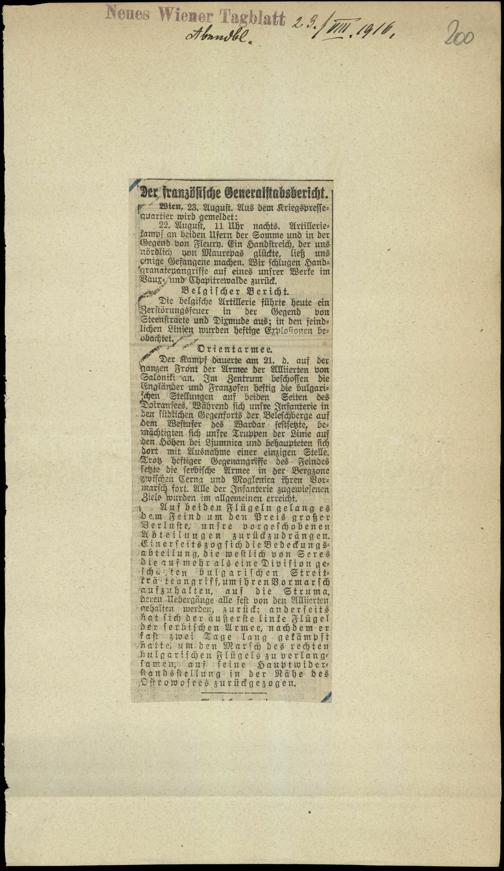 Neues Wiener Tagblatt 23./VIII. 1916.
Abendbl.
200
Der französische Generalstabsbericht.
Wien, 23. August. Aus dem Kriegspresse-
quartier wird gemeldet:
22. August, 11 Uhr nachts. Artillerie-
kampf an beiden Ufern der Somme und in der
Gegend von Fleury. Ein Handstreich, der uns
nördlich von Maurepas glückte, ließ uns
einige Gefangene machen. Wir schlugen Hand-
granatenangriffe auf eines unsrer Werke im
Vaux- und Chapitrewalde zurück.
Belgischer Bericht.
Die belgische Artillerie führte heute ein
Zerstörungsfeuer in der Gegend von
Steenstraete und Dixmude aus; in den feind-
lichen Linien wurden heftige Explosionen be-
obachtet.
Orientarmee.
Der Kampf dauerte am 21. d. auf der
ganzen Front der Armee der Alliierten von
Saloniki an. Im Zentrum beschossen die
Engländer und Franzosen heftig die bulgari-
schen Stellungen auf beiden Seiten des
Doiransees. Während sich unsre Infanterie in
den südlichen Gegenforts der Beleschberge auf
dem Westufer des Wardar festsetzte, be-
mächtigten sich unsre Truppen der Linie auf
den Höhen bei Ljumnica und behaupteten sich
dort mit Ausnahme einer einzigen Stelle.
Trotz heftiger Gegenangriffe des Feindes
setzte die serbische Armee in der Bergzone
zwischen Cerna und Moglenica ihren Vor-
marsch fort. Alle der Infanterie zugewiesenen
Ziele wurden im allgemeinen erreicht.
Auf beiden Flügeln gelang es
dem Feind um den Preis großer
Verluste, unsre vorgeschobenen
Abteilungen zurückzudrängen.
Einerseits zog sich die Bedeckungs-
abteilung, die westlich von Seres
die auf mehr als eine Division ge-
schätzten bulgarischen Streit-
kräfte angriff, um ihren Vormarsch
aufzuhalten, auf die Struma,
deren Uebergänge alle fest von den Alliierten
gehalten werden, zurück; anderseits
hat sich der äußerste linke Flügel
der serbischen Armee, nachdem er
fast zwei Tage lang gekämpft
hatte, um den Marsch des rechten
bulgarischen Flügels zu verlang-
samen, auf seine Hauptwider-
standsstellung in der Nähe des
Ostrowosees zurückgezogen.